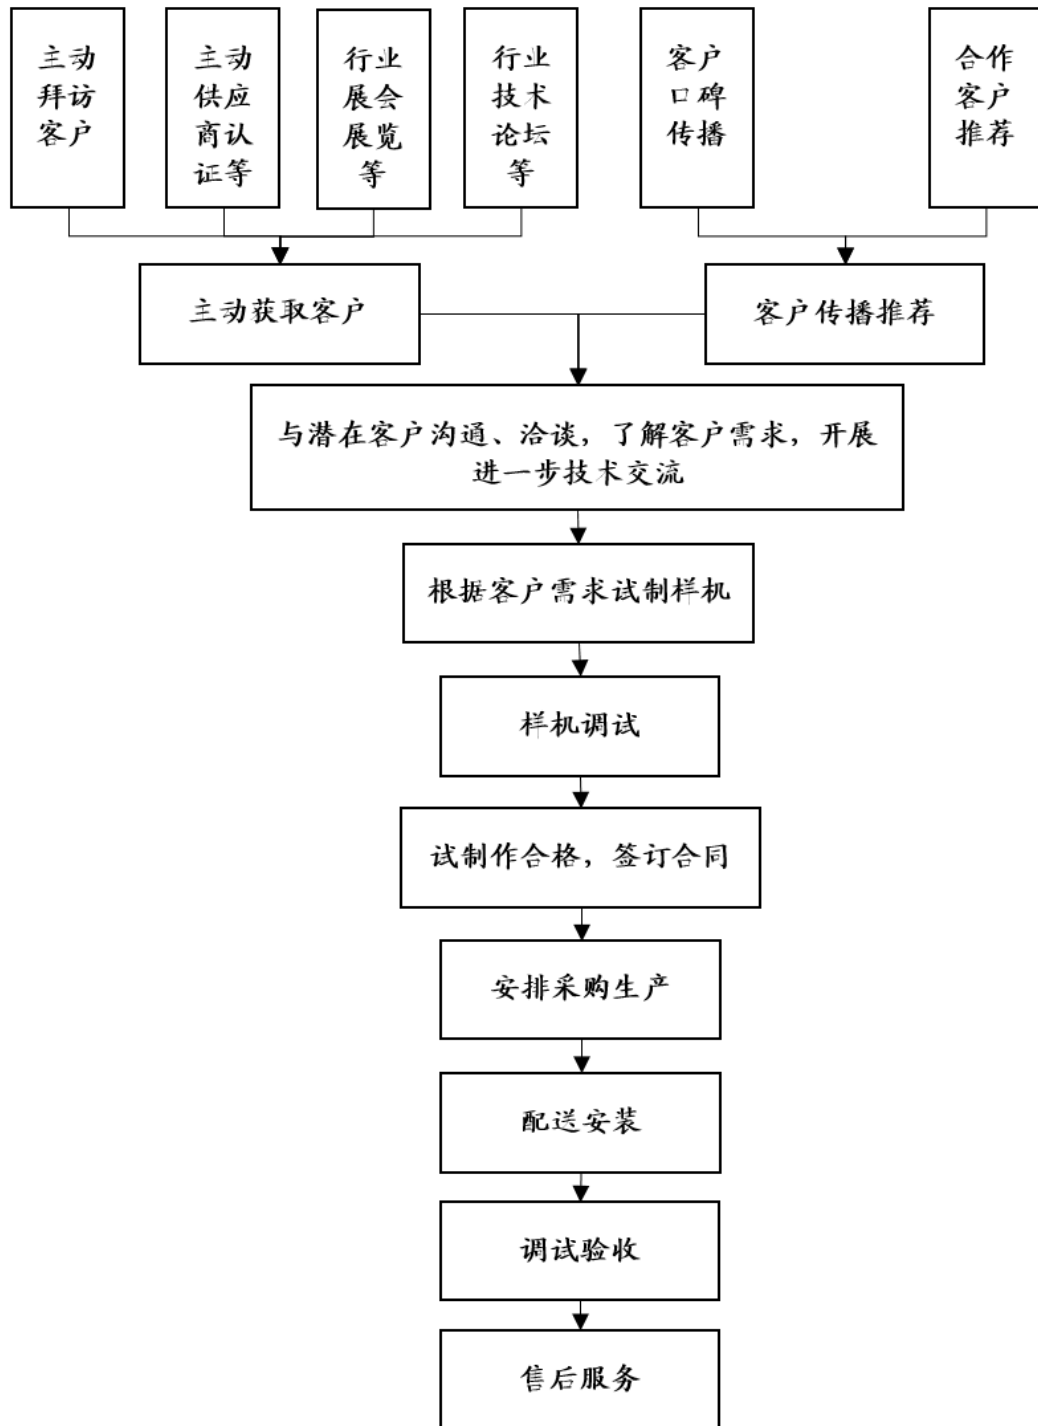 主动
拜访
客户
主动
供应
商认
证等
行业
展会
展览
等
行业
技术
论坛
等
客户
口碑
传播
合作
客户
推荐
主动获取客户
客户传播推荐
与潜在客户沟通、洽谈，了解客户需求，开展
进一步技术交流
根据客户需求试制样机
样机调试
试制作合格，签订合同
安排采购生产
配送安装
调试验收
售后服务